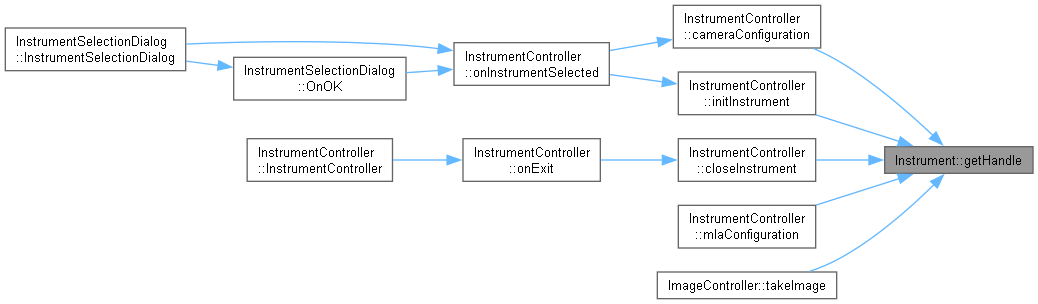 InstrumentSelectionDialog
::InstrumentSelectionDialog
InstrumentSelectionDialog
::OnOK
InstrumentController
::onInstrumentSelected
InstrumentController
::cameraConfiguration
InstrumentController
::initInstrument
InstrumentController
::InstrumentController
InstrumentController
::onExit
InstrumentController
::closeInstrument
Instrument::getHandle
InstrumentController
::mlaConfiguration
ImageController::takeImage